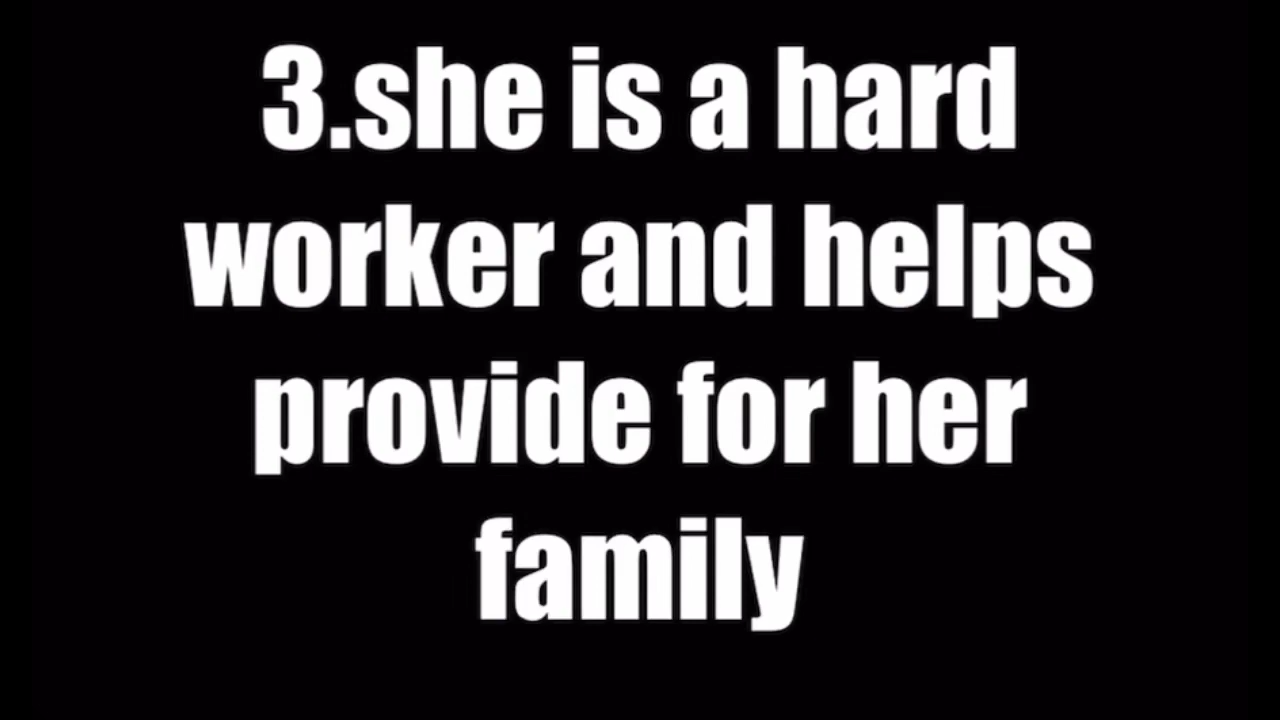 3.she is a hard
worker and helps
provide for her
family